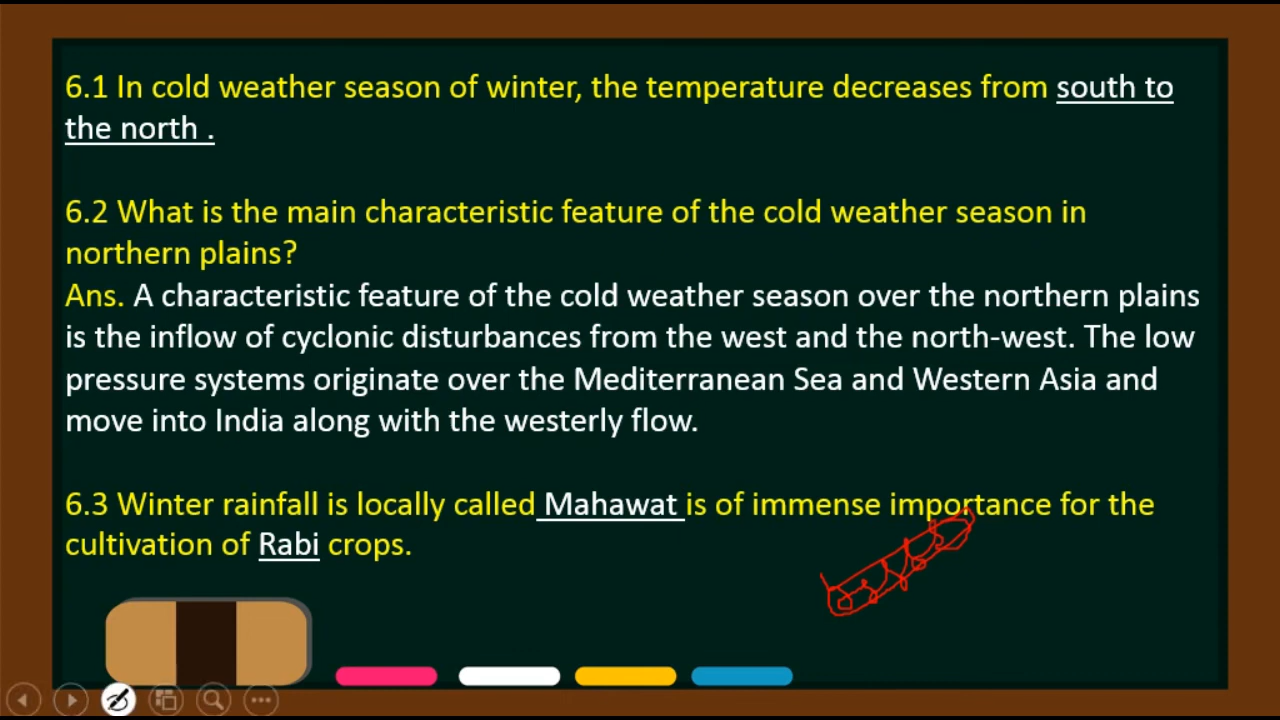 6.1 In cold weather season of winter, the temperature decreases from south to
the north .
6.2 What is the main characteristic feature of the cold weather season in
northern plains?
Ans. A characteristic feature of the cold weather season over the northern plains
is the inflow of cyclonic disturbances from the west and the north-west. The low
pressure systems originate over the Mediterranean Sea and Western Asia and
move into India along with the westerly flow.
6.3 Winter rainfall is locally called Mahawat is of immense importance for the
cultivation of Rabi crops.